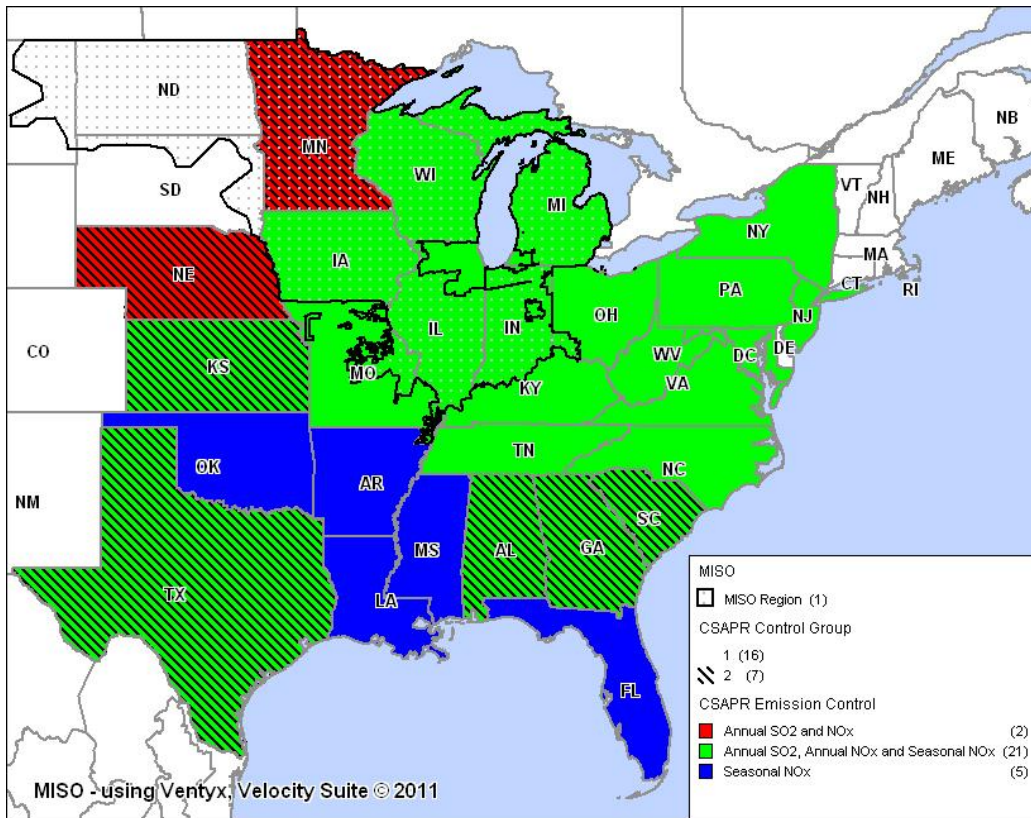 NB
ND
ME
MN
VT
NH
WI
SD
MI
NY
MA
IA
CT
RI
NE
PA
NJ
OH
IL
IN
DE
CO
WV
DC
KS
MO
VA
KY
TN
NC
OK
AR
NM
SC
MS
AL
GA
TX
LA
FL
MISO
MISO Region (1)
CSAPR Control Group
1 (16)
2 (7)
CSAPR Emission Control
Annual SO2 and NOx (2)
Annual SO2, Annual NOx and Seasonal NOx (21)
Seasonal NOx (5)
MISO - using Ventyx, Velocity Suite © 2011